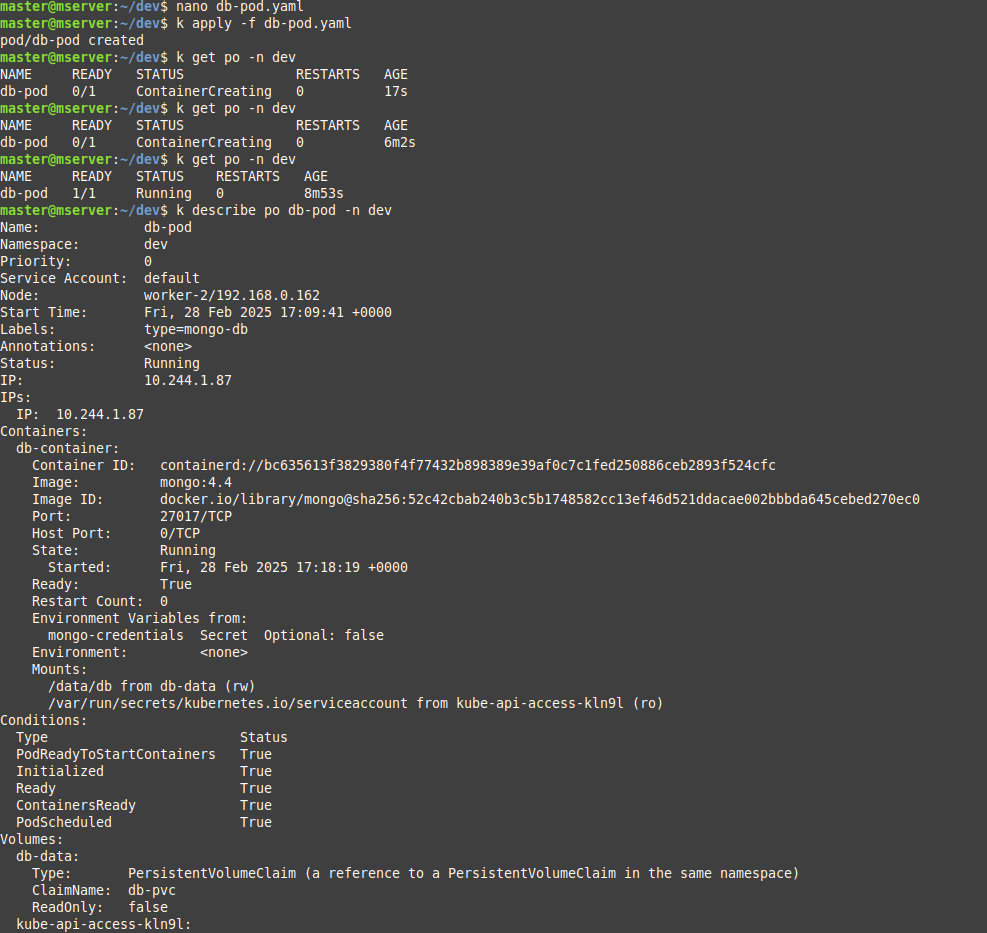 master@mserver:~/dev$ nano db-pod.yaml
master@mserver:~/dev$ k apply -f db-pod.yaml
pod/db-pod created
master@mserver:~/dev$ k get po -n dev
NAME     READY   STATUS              RESTARTS   AGE
db-pod   0/1     ContainerCreating   0          17s
master@mserver:~/dev$ k get po -n dev
NAME     READY   STATUS              RESTARTS   AGE
db-pod   0/1     ContainerCreating   0          6m2s
master@mserver:~/dev$ k get po -n dev
NAME     READY   STATUS    RESTARTS   AGE
db-pod   1/1     Running   0          8m53s
master@mserver:~/dev$ k describe po db-pod -n dev
Name:             db-pod
Namespace:        dev
Priority:         0
Service Account:  default
Node:             worker-2/192.168.0.162
Start Time:       Fri, 28 Feb 2025 17:09:41 +0000
Labels:           type=mongo-db
Annotations:      <none>
Status:           Running
IP:               10.244.1.87
IPs:
  IP:  10.244.1.87
Containers:
  db-container:
    Container ID:   containerd://bc635613f3829380f4f77432b898389e39af0c7c1fed250886ceb2893f524cfc
    Image:          mongo:4.4
    Image ID:       docker.io/library/mongo@sha256:52c42cbab240b3c5b1748582cc13ef46d521ddacae002bbbda645cebed270ec0
    Port:           27017/TCP
    Host Port:      0/TCP
    State:          Running
      Started:      Fri, 28 Feb 2025 17:18:19 +0000
    Ready:          True
    Restart Count:  0
    Environment Variables from:
      mongo-credentials  Secret  Optional: false
    Environment:         <none>
    Mounts:
      /data/db from db-data (rw)
      /var/run/secrets/kubernetes.io/serviceaccount from kube-api-access-kln9l (ro)
Conditions:
  Type                        Status
  PodReadyToStartContainers   True
  Initialized                 True
  Ready                       True
  ContainersReady             True
  PodScheduled                True
Volumes:
  db-data:
    Type:       PersistentVolumeClaim (a reference to a PersistentVolumeClaim in the same namespace)
    ClaimName:  db-pvc
    ReadOnly:   false
  kube-api-access-kln9l: